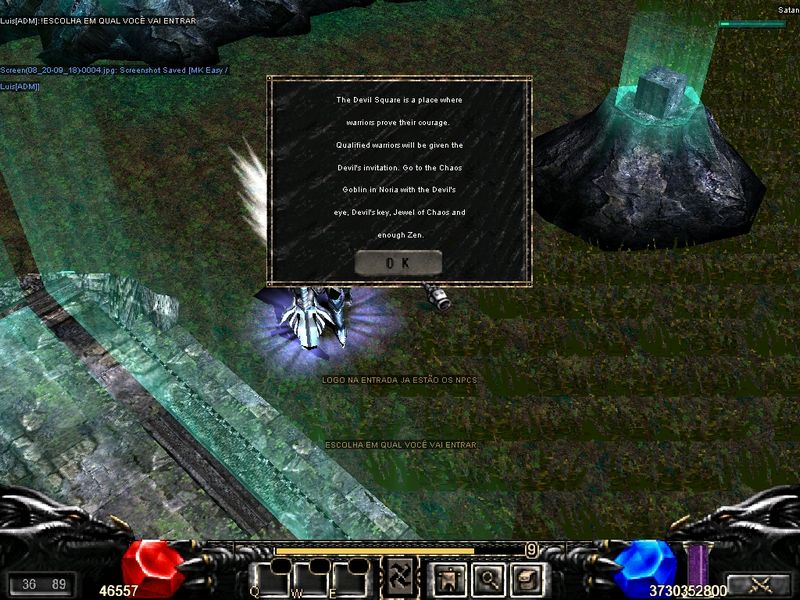 Luis[ADM]: !ESCOLHA EM QUAL VOCÊ VAI ENTRAR
Satan
Screen(08_20-09_18)-0004.jpg: Screenshot Saved [MK Easy /
Luis[ADM]]
The Devil Square is a place where
warriors prove their courage.
Qualified warriors will be given the
Devil's invitation. Go to the Chaos
Goblin in Noria with the Devil's
eye, Devil's key, Jewel of Chaos and
enough Zen.
OK
LOGO NA ENTRADA JA ESTÃO OS NPCS
ESCOLHA EM QUAL VOCÊ VAI ENTRAR
9
36 89
46557
Q W E
3730352800